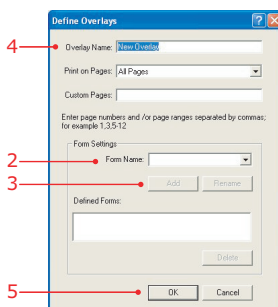 Define Overlays
4 Overlay Name: New Overlay
Print on Pages: All Pages
Custom Pages:
Enter page numbers and /or page ranges separated by commas;
for example 1,3,5-12
Form Settings
2 Form Name:
3 Add Rename
Defined Forms:
Delete
5 OK Cancel